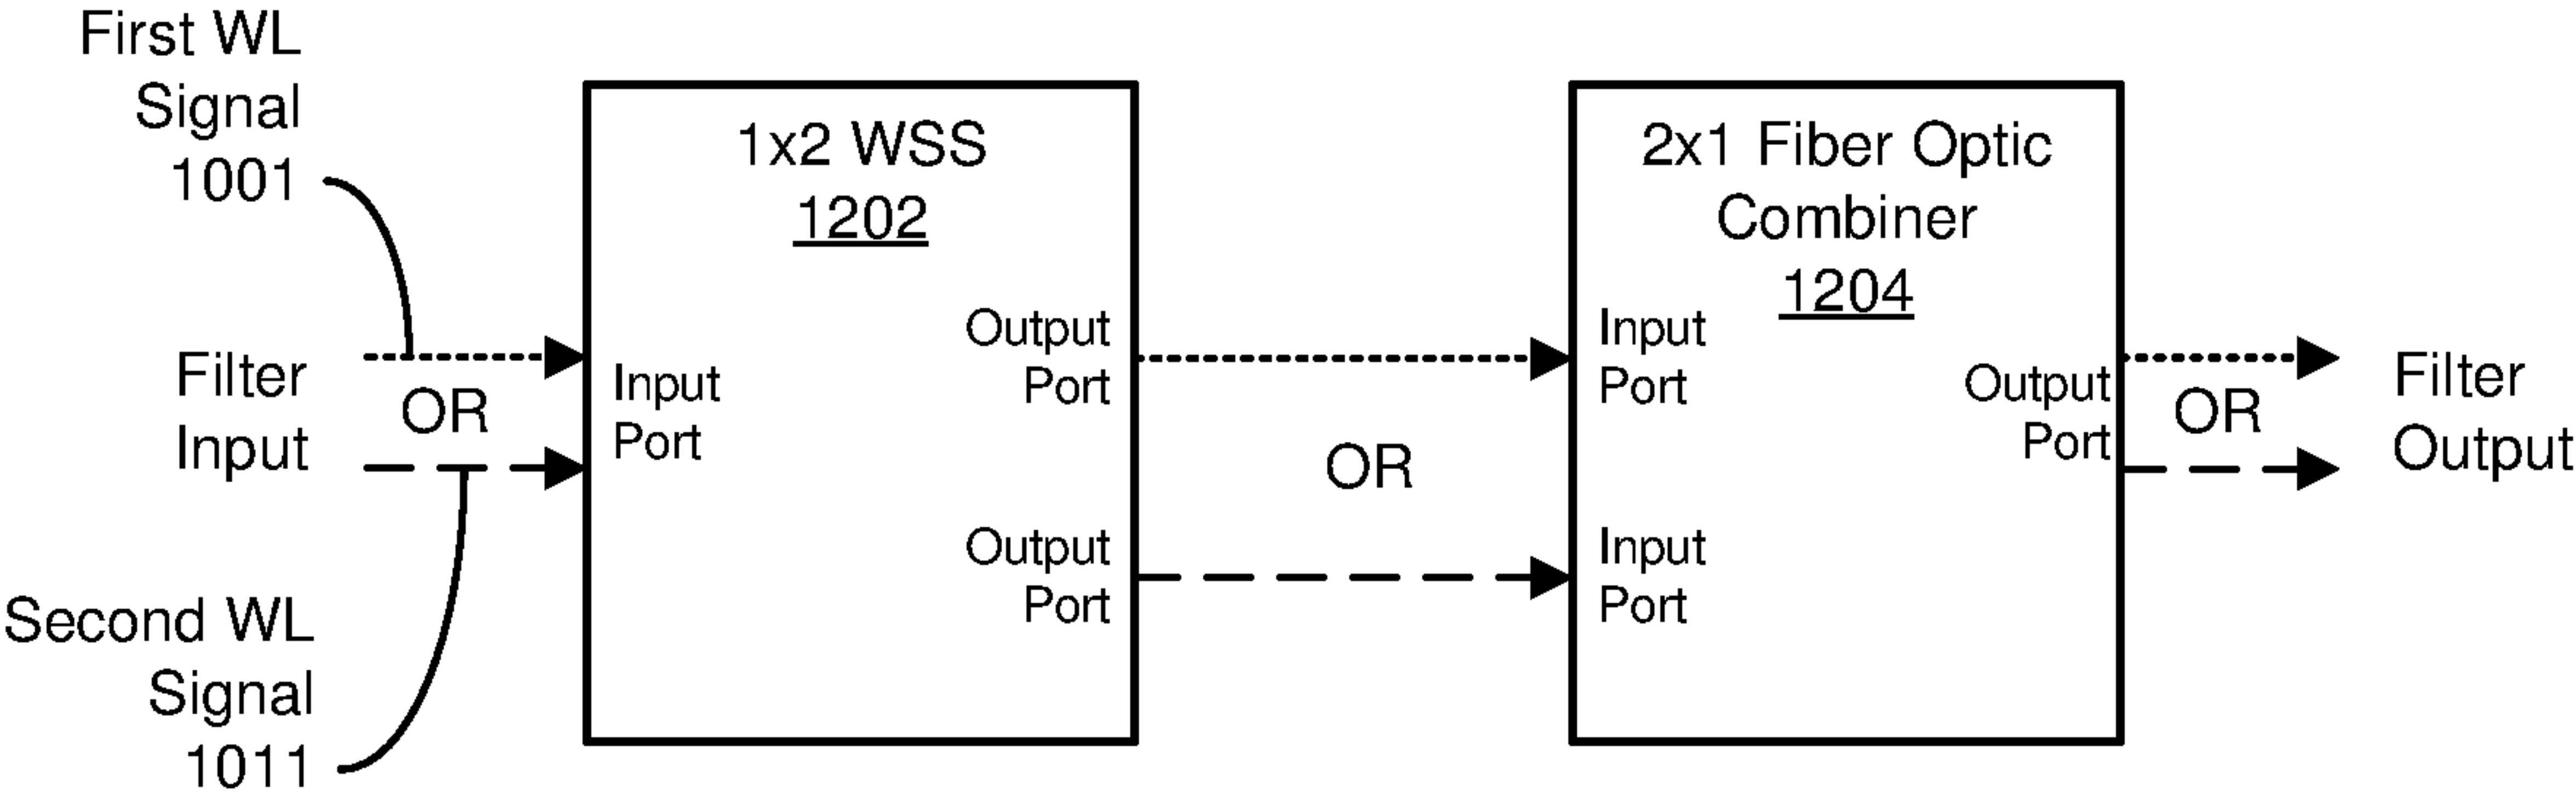 First WL
Signal
1001
Filter
Input
OR
Second WL
Signal
1011
1x2 WSS
1202
Input
Port
Output
Port
Output
Port
OR
2x1 Fiber Optic
Combiner
1204
Input
Port
Input
Port
Output
Port
OR
Filter
Output